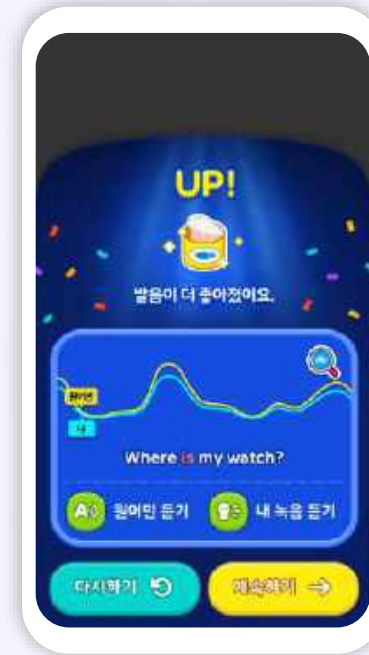 UP!
발음이 더 좋아졌어요.
원어민
나
Where is my watch?
원어민 듣기
내 녹음 듣기
다시하기
계속하기